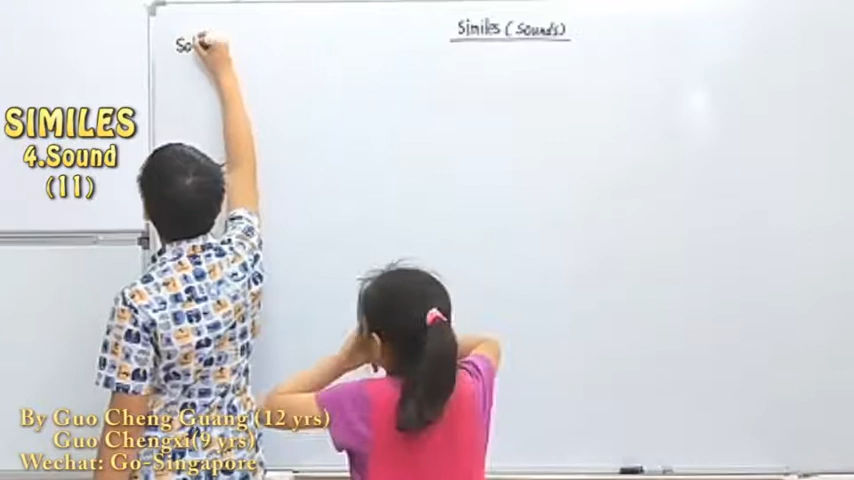 Similes (Sounds)
So
SIMILES
4.Sound
(11)
By Guo Cheng Guang (12 yrs)
Guo Chengxi(9 yrs)
Wechat: Go-Singapore